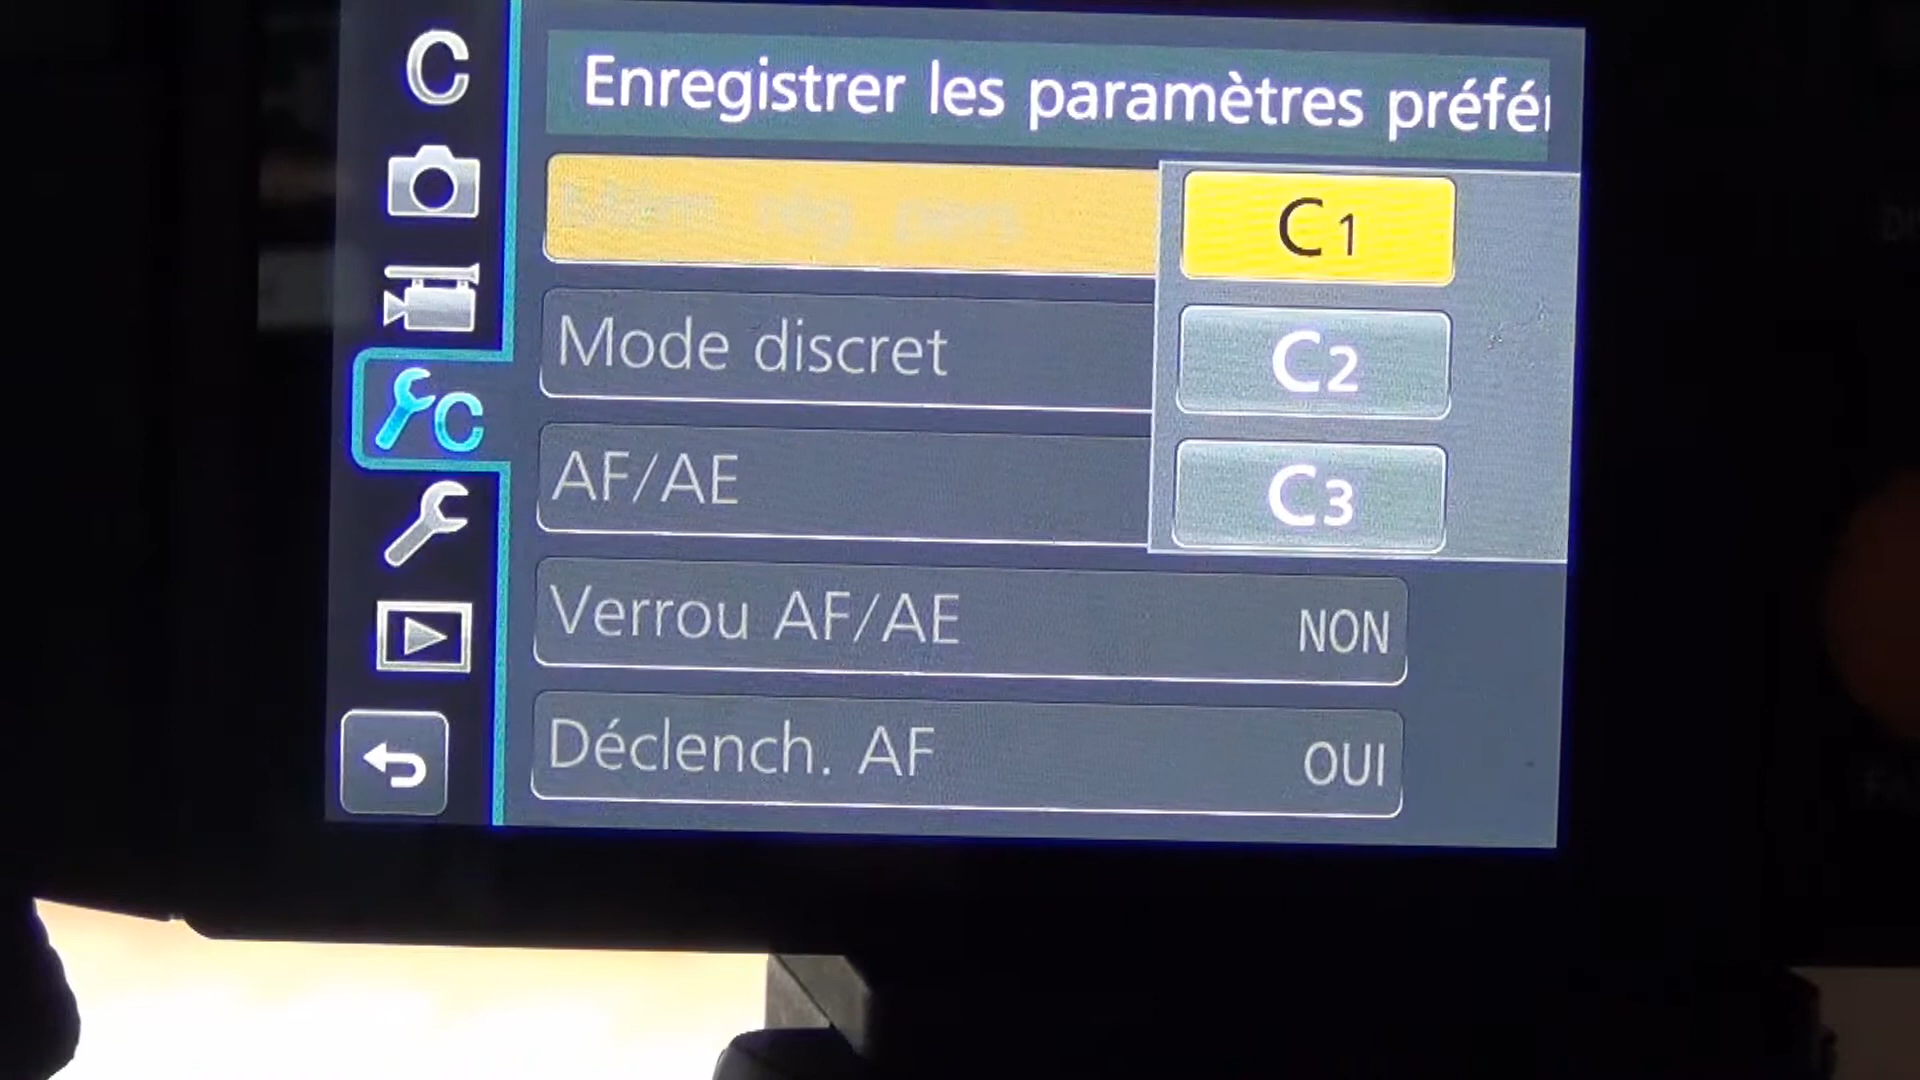 C
Enregistrer les paramètres préfé
C1
Mode discret
C2
AF/AE
C3
C
Verrou AF/AE NON
Déclench. AF OUI